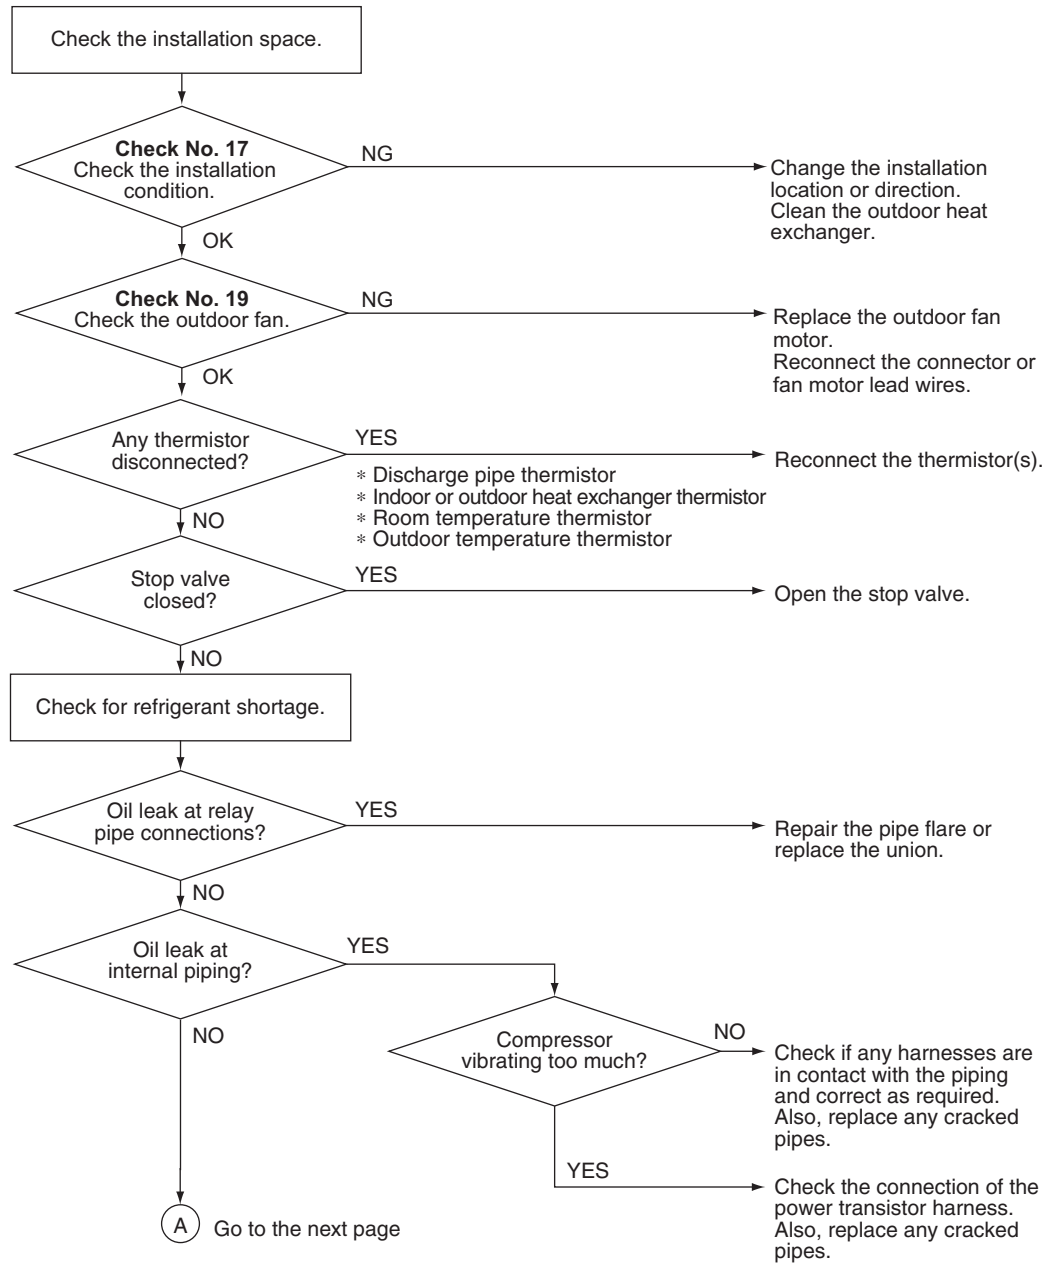 Check the installation space.
Check No. 17
Check the installation
condition.
NG
Change the installation
location or direction.
Clean the outdoor heat
exchanger.
OK
Check No. 19
Check the outdoor fan.
NG
Replace the outdoor fan
motor.
Reconnect the connector or
fan motor lead wires.
OK
Any thermistor
disconnected?
YES
Reconnect the thermistor(s).
* Discharge pipe thermistor
* Indoor or outdoor heat exchanger thermistor
* Room temperature thermistor
* Outdoor temperature thermistor
NO
Stop valve
closed?
YES
Open the stop valve.
NO
Check for refrigerant shortage.
Oil leak at relay
pipe connections?
YES
Repair the pipe flare or
replace the union.
NO
Oil leak at
internal piping?
YES
NO
Compressor
vibrating too much?
NO
Check if any harnesses are
in contact with the piping
and correct as required.
Also, replace any cracked
pipes.
YES
Check the connection of the
power transistor harness.
Also, replace any cracked
pipes.
A
Go to the next page